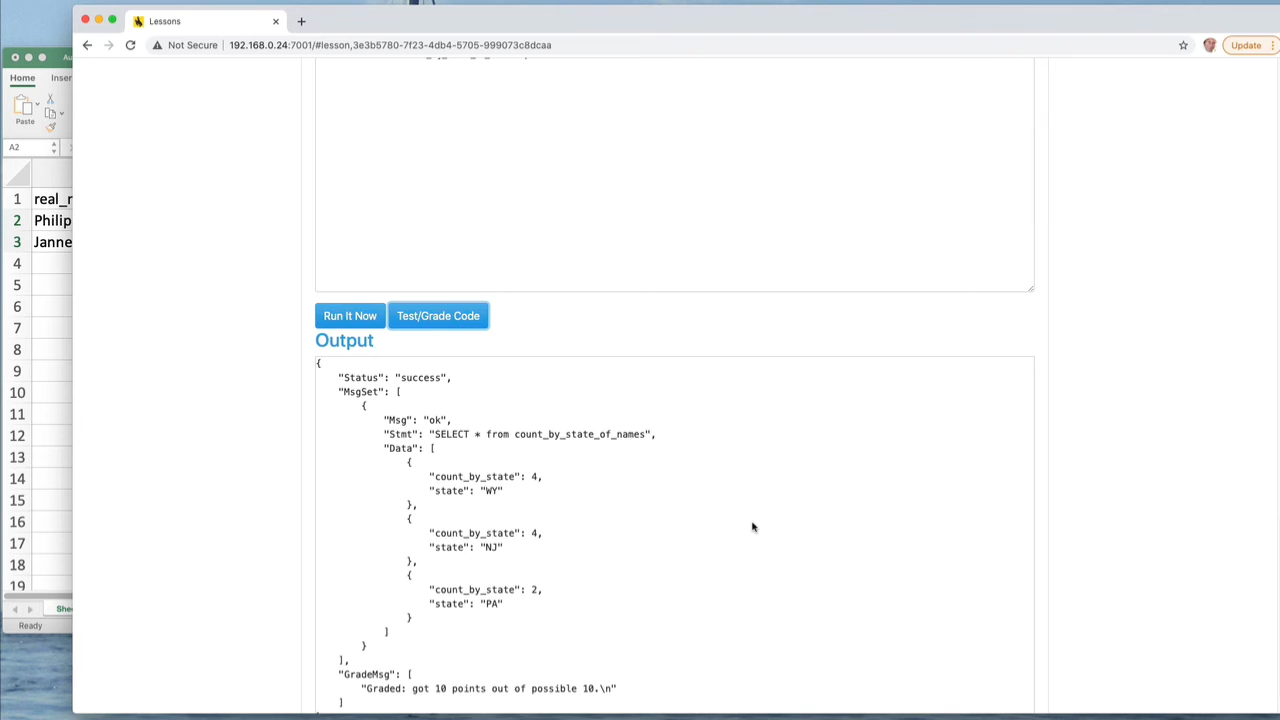 Lessons
Not Secure
192.168.0.24:7001/#lesson,3e3b5780-7f23-4db4-5705-999073c8dcaa
Update
Au
Home Inser
Paste
A2
1 real_r
2 Philip
3 Janne
4
5
6
7
8
9
10
11
12
13
14
15
16
17
18
19
Shee
Ready
Run It Now Test/Grade Code
Output
{
"Status": "success",
"MsgSet": [
{
"Msg": "ok",
"Stmt": "SELECT * from count_by_state_of_names",
"Data": [
{
"count_by_state": 4,
"state": "WY"
},
{
"count_by_state": 4,
"state": "NJ"
},
{
"count_by_state": 2,
"state": "PA"
}
]
}
],
"GradeMsg": [
"Graded: got 10 points out of possible 10.\n"
]